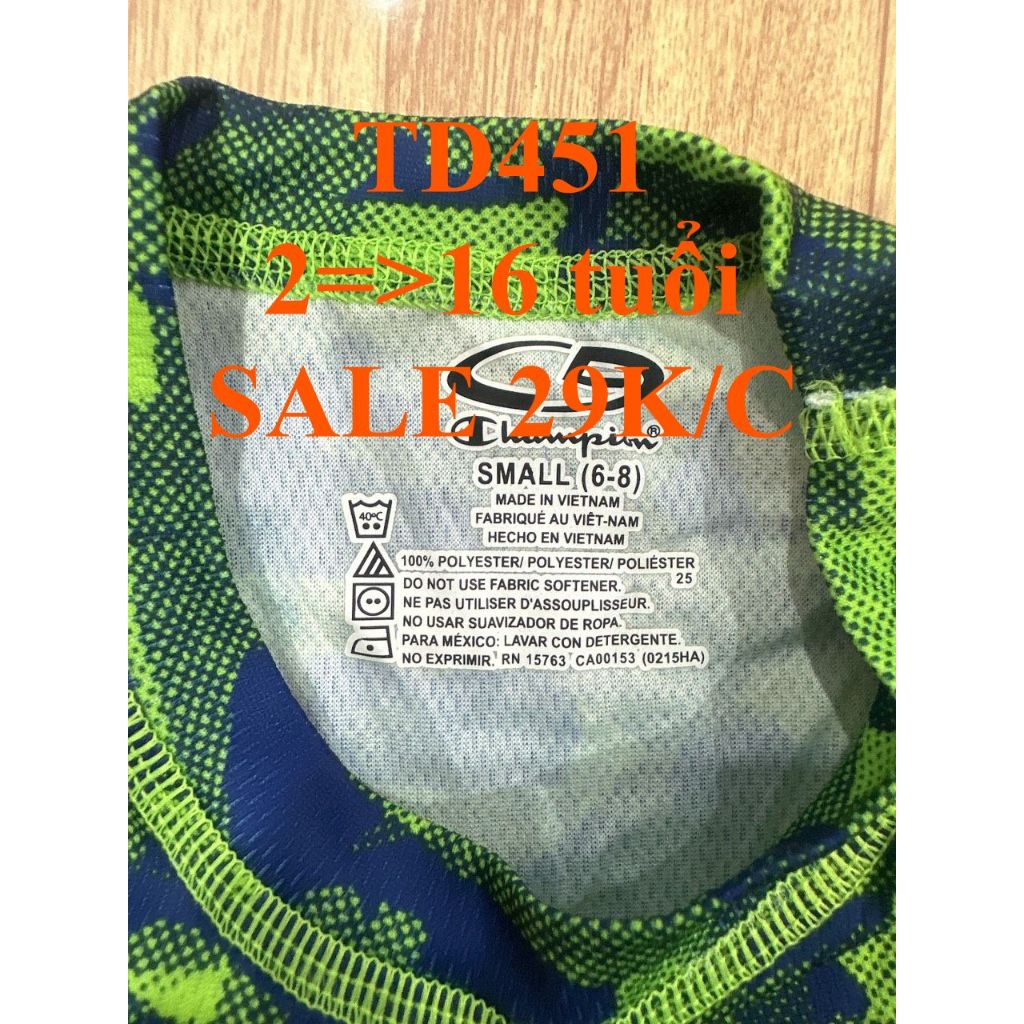 TD451
2=>16 tuổi
SALE 29K/C
Champion®
SMALL (6-8)
MADE IN VIETNAM
FABRIQUÉ AU VIÊT-NAM
HECHO EN VIETNAM
40ºC
100% POLYESTER/ POLYESTER/ POLIÉSTER
25
DO NOT USE FABRIC SOFTENER.
NE PAS UTILISER D'ASSOUPLISSEUR.
NO USAR SUAVIZADOR DE ROPA.
PARA MÉXICO: LAVAR CON DETERGENTE.
NO EXPRIMIR. RN 15763 CA00153 (0215HA)